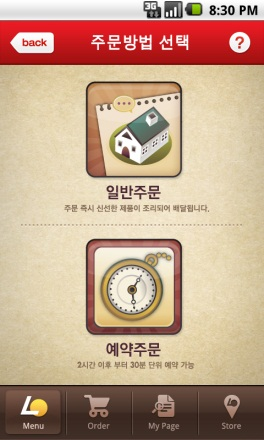 3G 8:30 PM
back 주문방법 선택 ?
일반주문
주문 즉시 신선한 제품이 조리되어 배달됩니다.
예약주문
2시간 이후 부터 30분 단위 예약 가능
Menu Order My Page Store